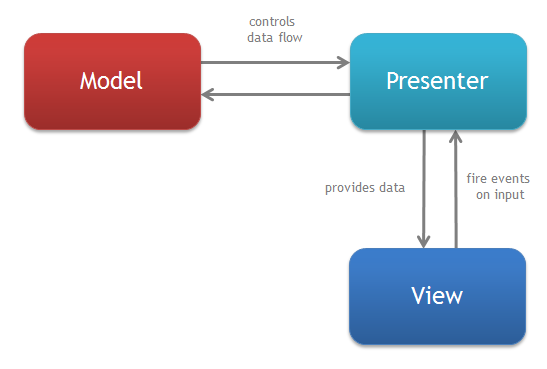 controls
data flow
Model
Presenter
provides data
fire events
on input
View